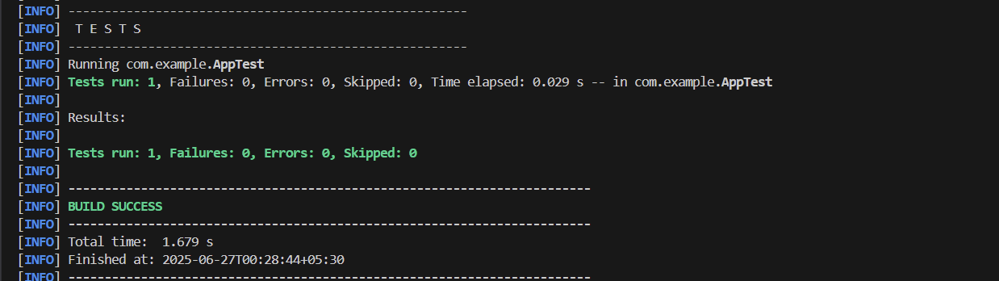 [INFO] -------------------------------------------------------
[INFO]  T E S T S
[INFO] -------------------------------------------------------
[INFO] Running com.example.AppTest
[INFO] Tests run: 1, Failures: 0, Errors: 0, Skipped: 0, Time elapsed: 0.029 s -- in com.example.AppTest
[INFO]
[INFO] Results:
[INFO]
[INFO] Tests run: 1, Failures: 0, Errors: 0, Skipped: 0
[INFO]
[INFO] ------------------------------------------------------------------------
[INFO] BUILD SUCCESS
[INFO] ------------------------------------------------------------------------
[INFO] Total time:  1.679 s
[INFO] Finished at: 2025-06-27T00:28:44+05:30
[INFO] ------------------------------------------------------------------------